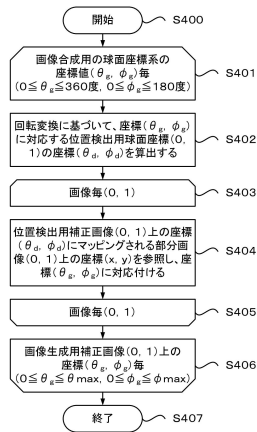 開始
S400
画像合成用の球面座標系の
座標値(θg, φg)毎
(0≦θg≦360度, 0≦φg≦180度)
S401
回転変換に基づいて、座標(θg, φg)
に対応する位置検出用球面座標(0,
1)の座標(θd, φd)を算出する
S402
画像毎(0, 1)
S403
位置検出用補正画像(0, 1)上の座標
(θd, φd)にマッピングされる部分画
像(0, 1)上の座標(x, y)を参照し、座
標(θg, φg)に対応付ける
S404
画像毎(0, 1)
S405
画像生成用補正画像(0, 1)上の
座標(θg, φg)毎
(0≦θg≦θmax, 0≦φg≦φmax)
S406
終了
S407